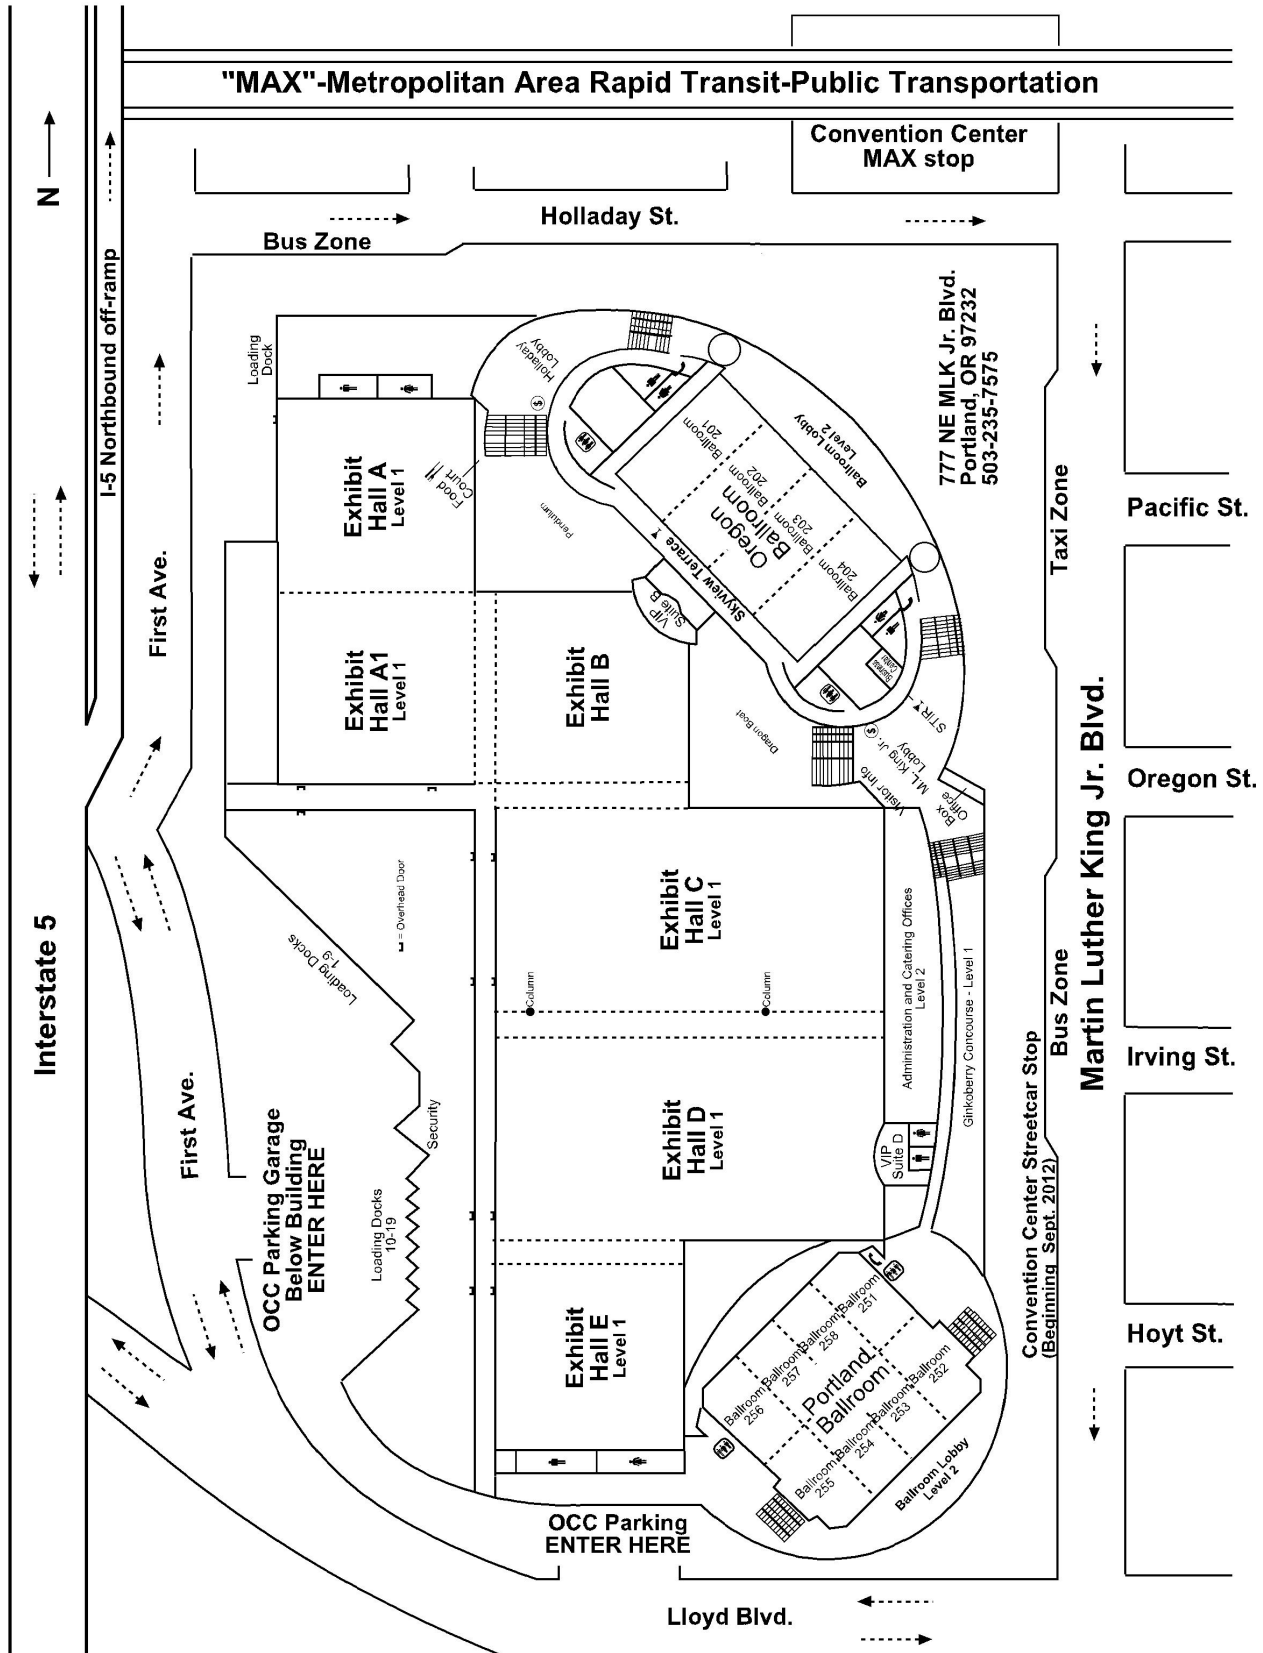 "MAX"-Metropolitan Area Rapid Transit-Public Transportation
Convention Center
MAX stop
N
I-5 Northbound off-ramp
Holladay St.
Bus Zone
777 NE MLK Jr. Blvd.
Portland, OR 97232
503-235-7575
Loading
Dock
Holladay
Lobby
$
Exhibit
Hall A
Level 1
Food
Court
Pendulum
Ballroom
201
Ballroom
202
Ballroom
203
Ballroom
204
Oregon
Ballroom
Ballroom Lobby
Level 2
Skyview Terrace
VIP
Suite B
Business
Center
STIR
Taxi Zone
Pacific St.
First Ave.
Exhibit
Hall A1
Level 1
Exhibit
Hall B
Dragon Boat
$
M.L. King Jr.
Lobby
Visitor Info
Box
Office
Oregon St.
Martin Luther King Jr. Blvd.
Interstate 5
Loading Docks
1-9
= Overhead Door
Exhibit
Hall C
Level 1
Column
Column
Administration and Catering Offices
Level 2
Ginkoberry Concourse - Level 1
Bus Zone
Irving St.
First Ave.
OCC Parking Garage
Below Building
ENTER HERE
Security
Loading Docks
10-19
Exhibit
Hall D
Level 1
VIP
Suite D
Convention Center Streetcar Stop
(Beginning Sept. 2012)
Hoyt St.
Exhibit
Hall E
Level 1
Ballroom
251
Ballroom
258
Ballroom
257
Ballroom
256
Portland
Ballroom
Ballroom
252
Ballroom
253
Ballroom
254
Ballroom
255
Ballroom Lobby
Level 2
OCC Parking
ENTER HERE
Lloyd Blvd.